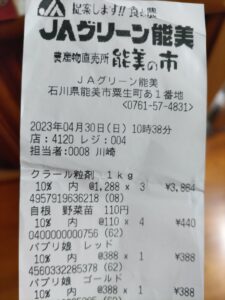 提案します!! 食と農
JAグリーン能美
農産物直売所 能美の市
JAグリーン能美
石川県能美市粟生町あ1番地
<0761-57-4831>
2023年04月30日(日) 10時38分
店:4120 レジ:004
担当者:0008 川崎
クラール粒剤 1kg
10% 内 @1,288 × 3 ¥3,864
4957919636218 (08)
自根 野菜苗 110円
10% 内 @110 × 4 ¥440
0400000000756 (62)
パプリ娘 レッド
10% 内 @388 × 1 ¥388
4560332285378 (62)
パプリ娘 ゴールド
10% 内 @388 × 1 ¥388